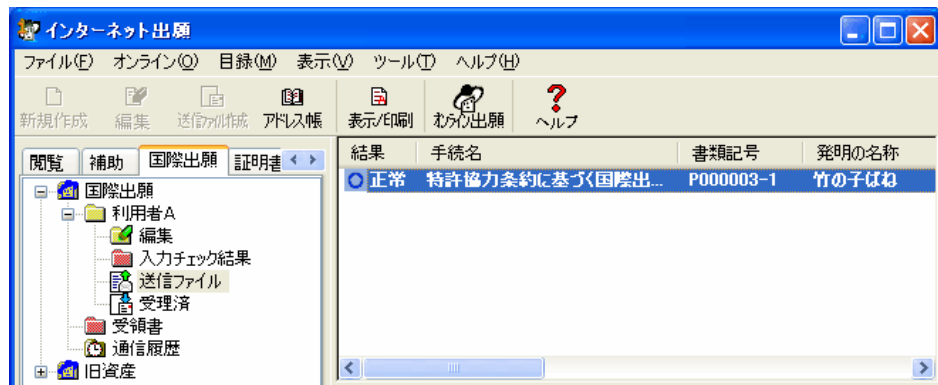 インターネット出願
ファイル(F) オンライン(O) 目録(M) 表示(V) ツール(T) ヘルプ(H)
新規作成 編集 送信ファイル作成 アドレス帳 表示/印刷 オンライン出願 ヘルプ
閲覧 補助 国際出願 証明書
結果 手続名 書類記号 発明の名称
正常 特許協力条約に基づく国際出... P000003-1 竹の子ばね
国際出願
利用者A
編集
入力チェック結果
送信ファイル
受理済
受領書
通信履歴
旧資産